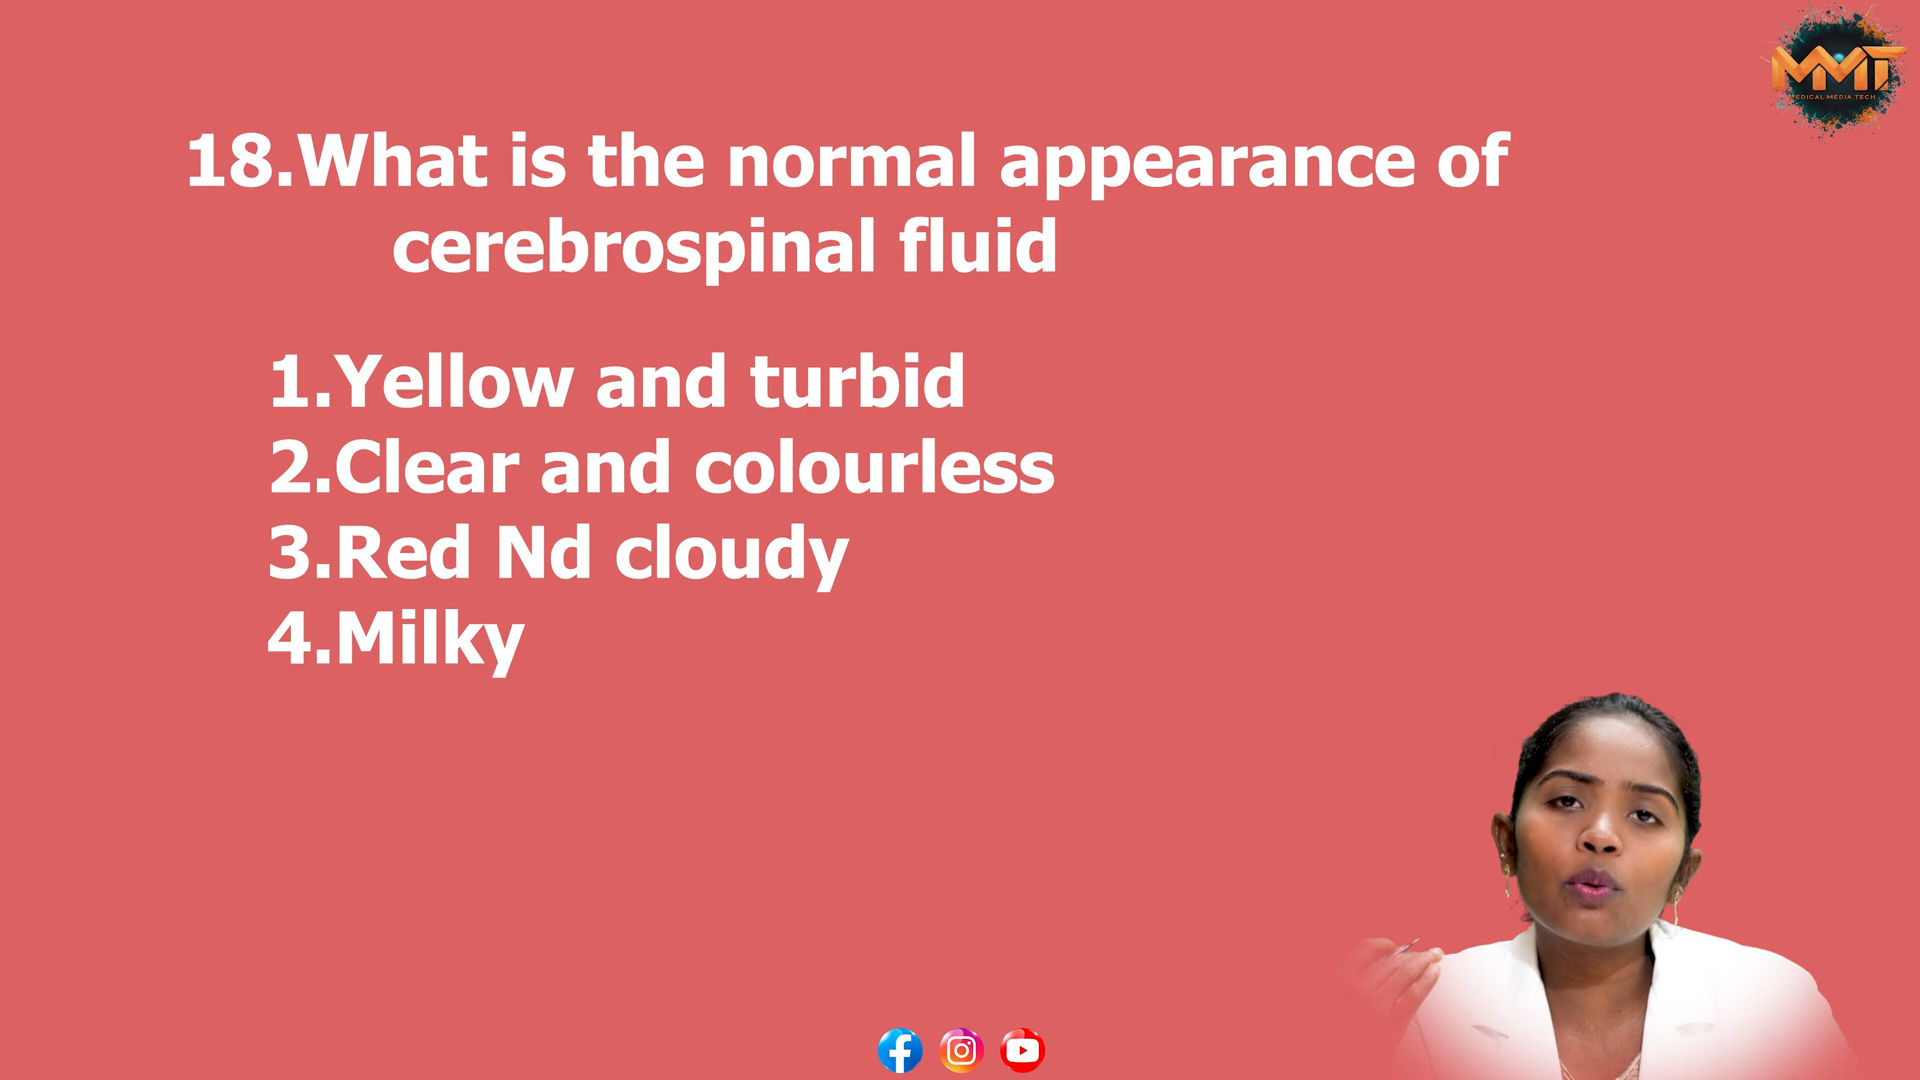 MMT
MEDICAL MEDIA TECH
18.What is the normal appearance of
cerebrospinal fluid
1.Yellow and turbid
2.Clear and colourless
3.Red Nd cloudy
4.Milky